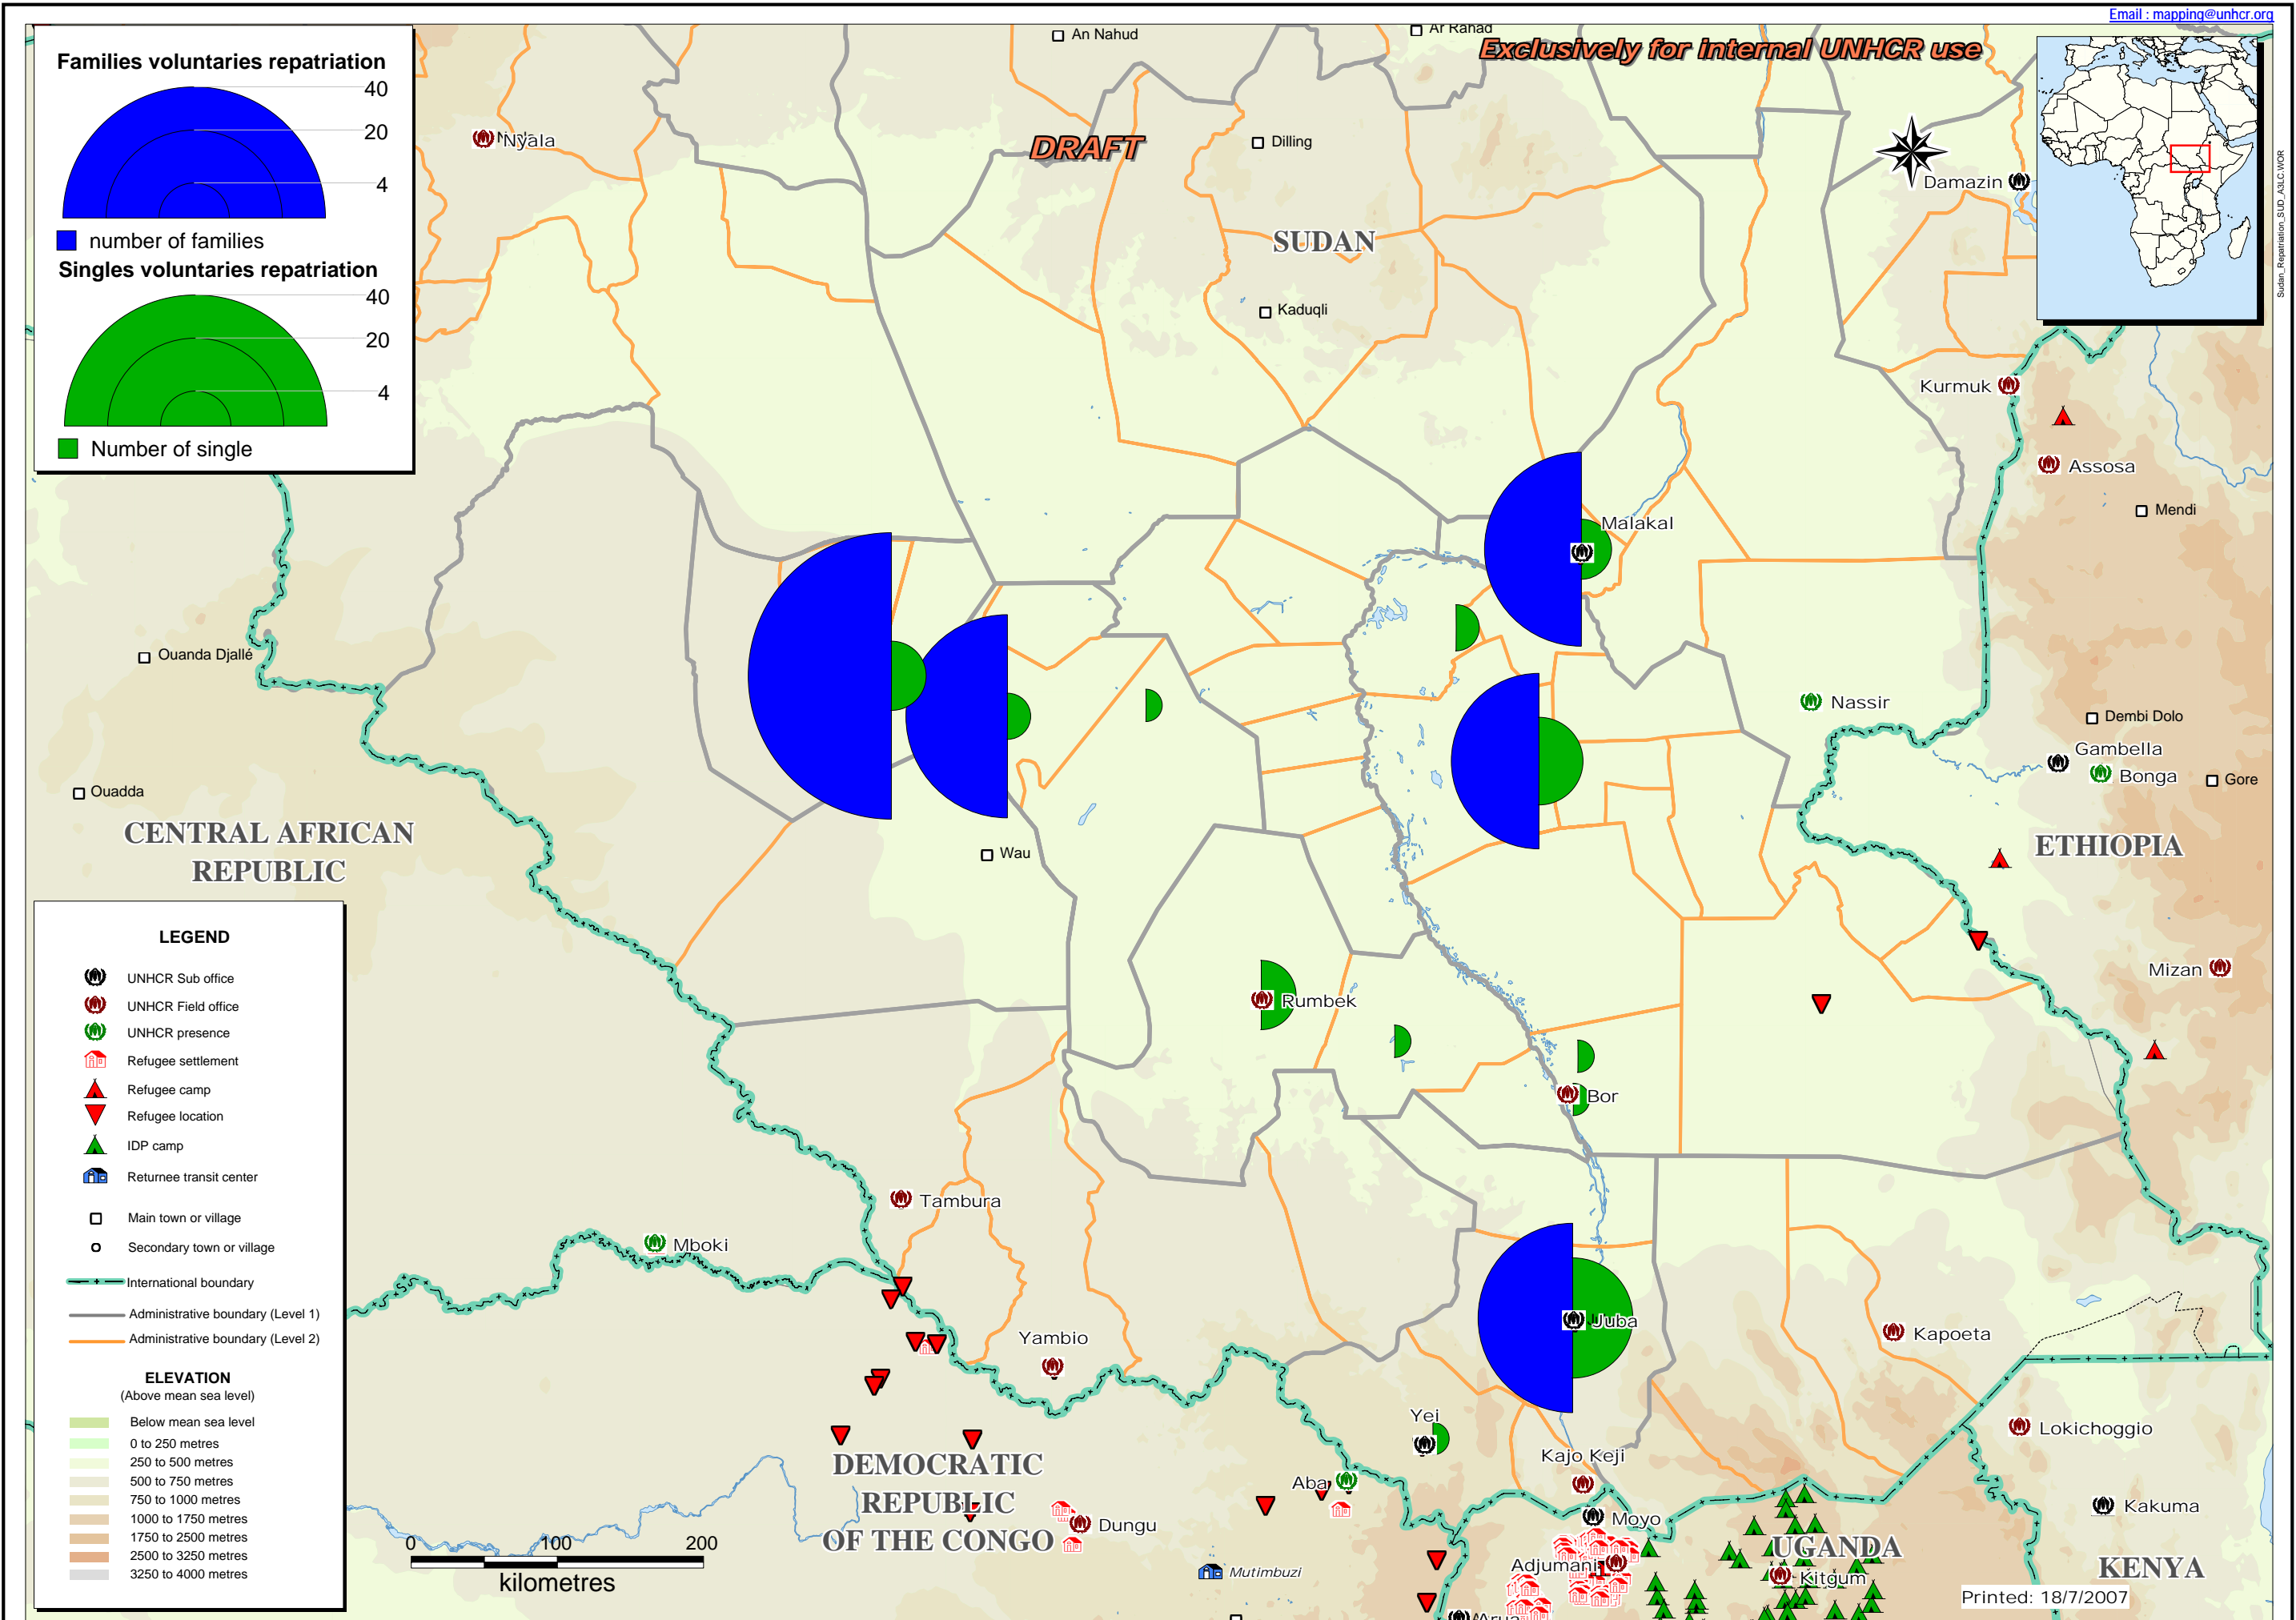 Email : mapping@unhcr.org
Exclusively for internal UNHCR use
Families voluntaries repatriation
40
20
4
number of families
Singles voluntaries repatriation
40
20
4
Number of single
Sudan_Repatriation_SUD_A3LC.WOR
An Nahud
Ar Rahad
Nyala
DRAFT
Dilling
Damazin
SUDAN
Kaduqli
Kurmuk
Assosa
Mendi
Malakal
Ouanda Djallé
Nassir
Dembi Dolo
Gambella
Bonga
Gore
Ouadda
CENTRAL AFRICAN
REPUBLIC
ETHIOPIA
Wau
Mizan
Rumbek
Bor
Tambura
Mboki
Juba
Kapoeta
Yambio
Yei
Lokichoggio
Kajo Keji
Aba
Kakuma
DEMOCRATIC
REPUBLIC
OF THE CONGO
Dungu
Moyo
Adjumani
UGANDA
Kitgum
KENYA
Mutimbuzi
Arua
LEGEND
UNHCR Sub office
UNHCR Field office
UNHCR presence
Refugee settlement
Refugee camp
Refugee location
IDP camp
Returnee transit center
Main town or village
Secondary town or village
International boundary
Administrative boundary (Level 1)
Administrative boundary (Level 2)
ELEVATION
(Above mean sea level)
Below mean sea level
0 to 250 metres
250 to 500 metres
500 to 750 metres
750 to 1000 metres
1000 to 1750 metres
1750 to 2500 metres
2500 to 3250 metres
3250 to 4000 metres
0 100 200
kilometres
Printed: 18/7/2007